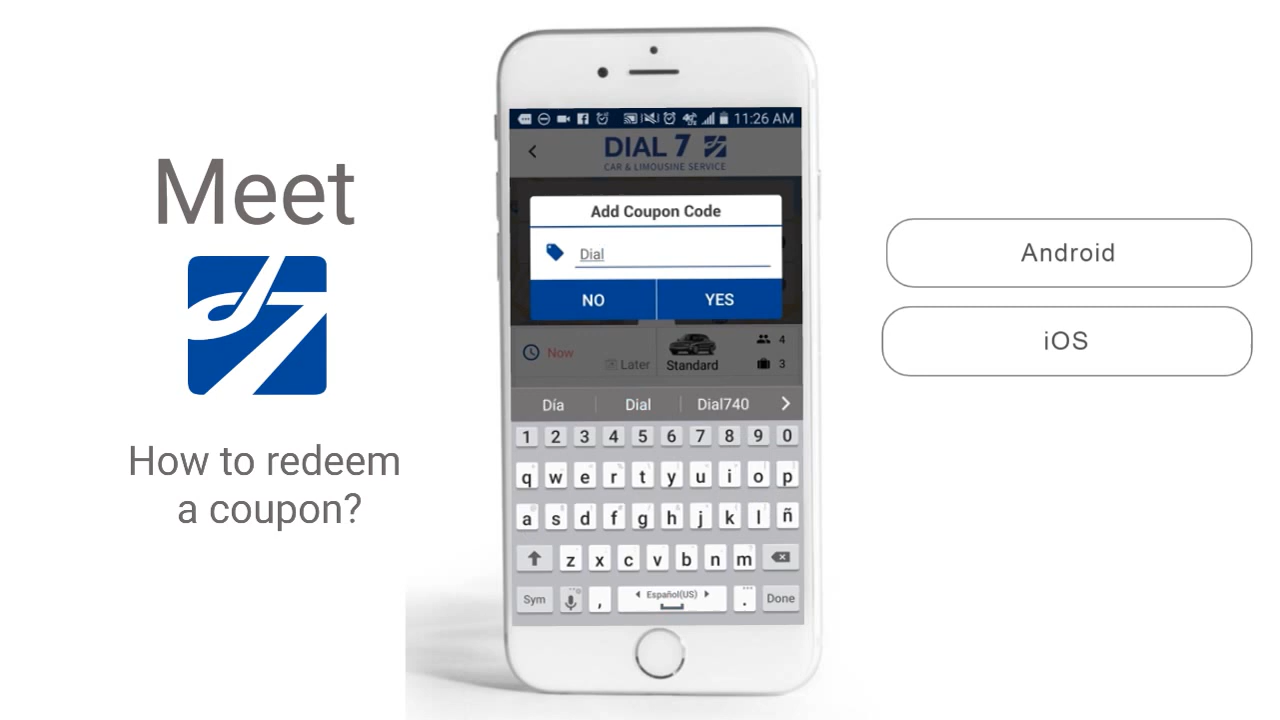 Meet
How to redeem
a coupon?
11:26 AM
DIAL 7
CAR & LIMOUSINE SERVICE
Add Coupon Code
Dial
NO YES
Now
Later
Standard
4
3
Día Dial Dial740
1 2 3 4 5 6 7 8 9 0
q w e r t y u i o p
a s d f g h j k l ñ
z x c v b n m
Sym , Español(US) . Done
Android
iOS